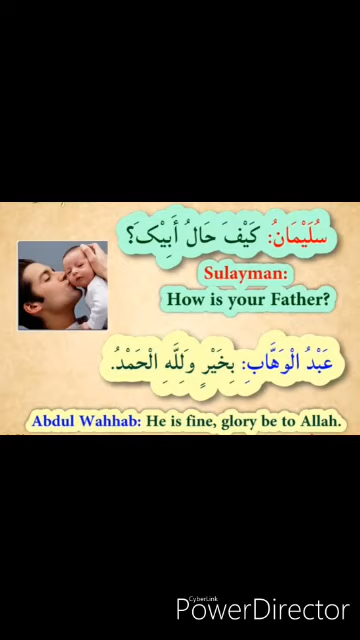 سُلَيْمَانُ: كَيْفَ حَالُ أَبِيْكَ؟
Sulayman:
How is your Father?
عَبْدُ الْوَهَّابِ: بِخَيْرٍ وَلِلَّهِ الْحَمْدُ.
Abdul Wahhab: He is fine, glory be to Allah.
CyberLink
PowerDirector